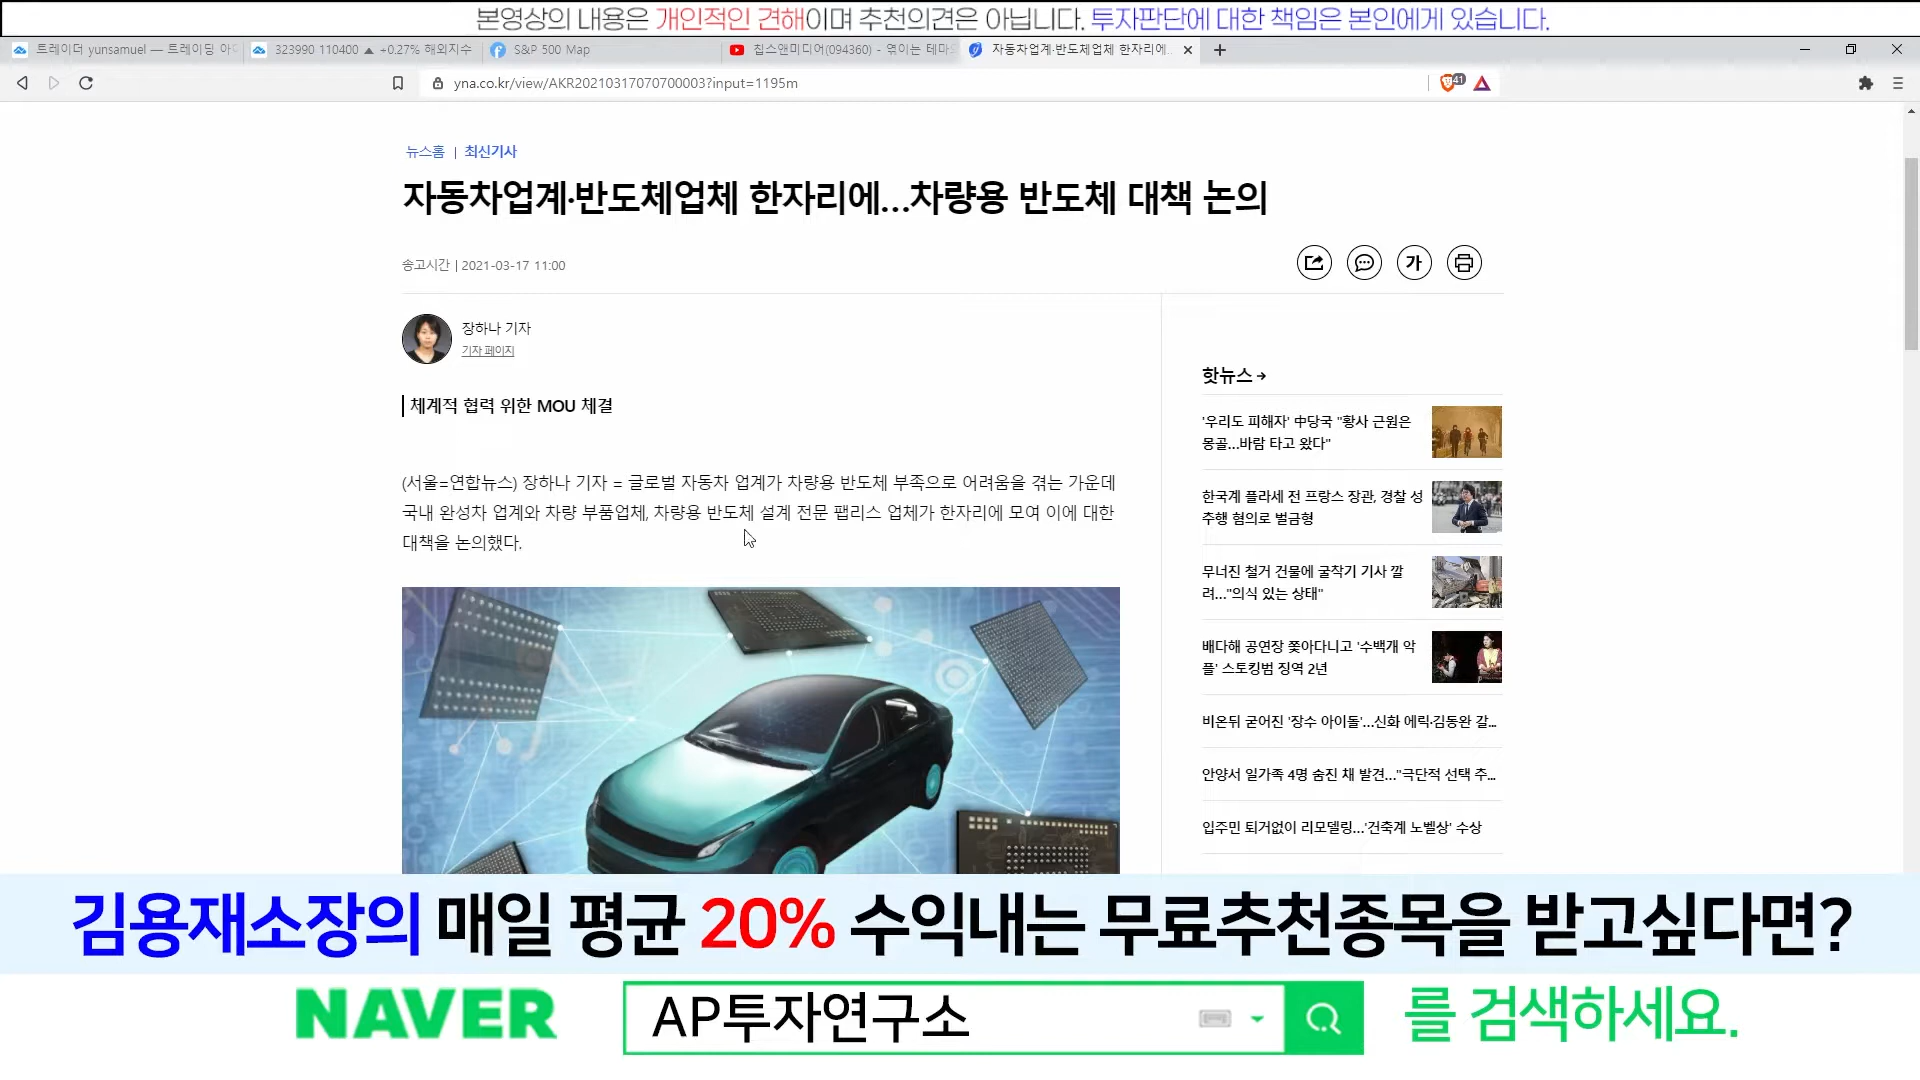 본영상의 내용은 개인적인 견해이며 추천의견은 아닙니다. 투자판단에 대한 책임은 본인에게 있습니다.
트레이더 yunsamuel — 트레이딩 아
323990 110400 ▲ +0.27% 해외지수
S&P 500 Map
칩스앤미디어(094360) - 엮이는 테마
자동차업계·반도체업체 한자리에
yna.co.kr/view/AKR20210317070700003?input=1195m
41
뉴스홈 | 최신기사
자동차업계·반도체업체 한자리에...차량용 반도체 대책 논의
송고시간 | 2021-03-17 11:00
가
장하나 기자
기자 페이지
체계적 협력 위한 MOU 체결
(서울=연합뉴스) 장하나 기자 = 글로벌 자동차 업계가 차량용 반도체 부족으로 어려움을 겪는 가운데
국내 완성차 업계와 차량 부품업체, 차량용 반도체 설계 전문 팹리스 업체가 한자리에 모여 이에 대한
대책을 논의했다.
핫뉴스
'우리도 피해자' 中당국 "황사 근원은
몽골...바람 타고 왔다"
한국계 플라세 전 프랑스 장관, 경찰 성
추행 혐의로 벌금형
무너진 철거 건물에 굴착기 기사 깔
려..."의식 있는 상태"
배다해 공연장 쫓아다니고 '수백개 악
플' 스토킹범 징역 2년
비온뒤 굳어진 '장수 아이돌'...신화 에릭·김동완 갈...
안양서 일가족 4명 숨진 채 발견..."극단적 선택 추...
입주민 퇴거없이 리모델링...'건축계 노벨상' 수상
김용재소장의 매일 평균 20% 수익내는 무료추천종목을 받고싶다면?
NAVER AP투자연구소 를 검색하세요.